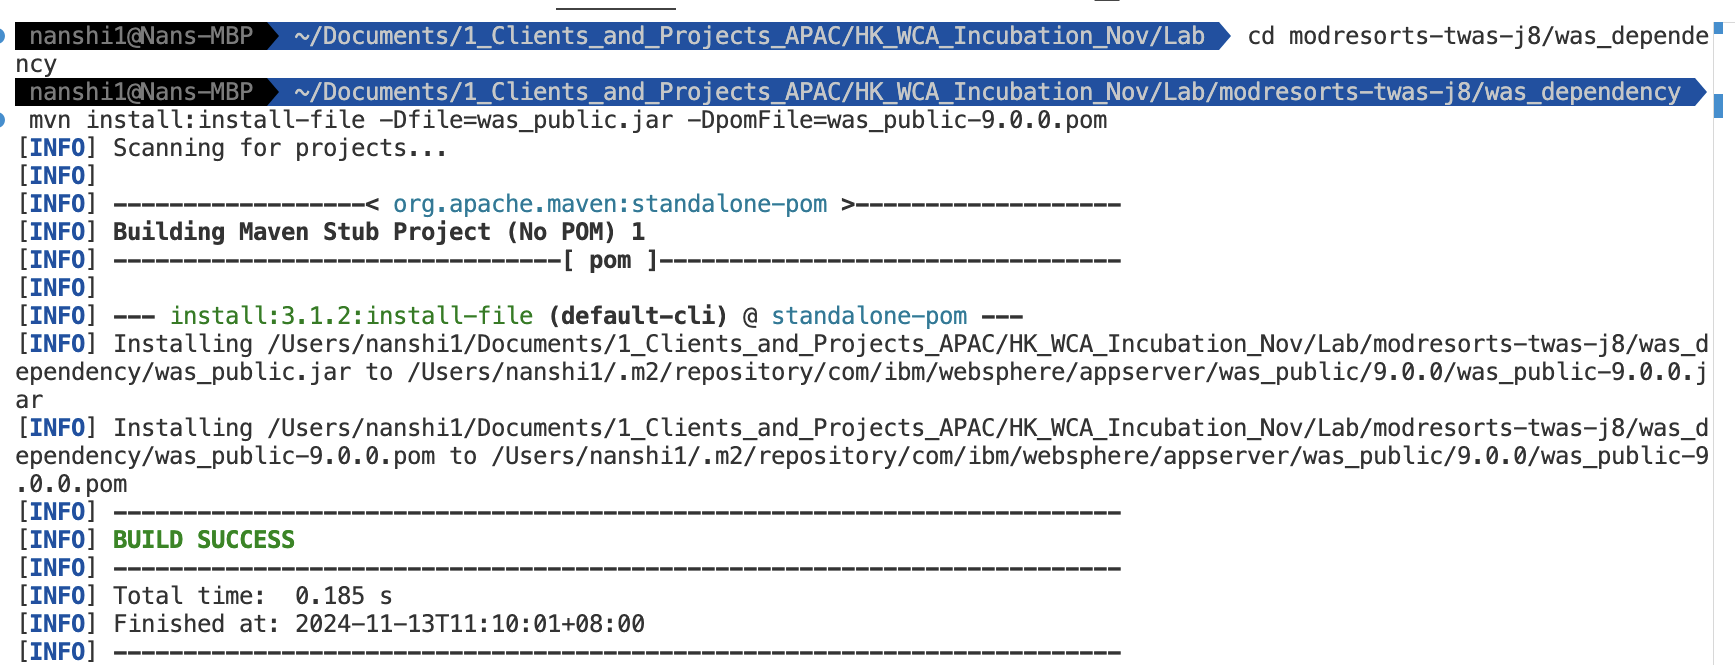 nanshi1@Nans-MBP ~/Documents/1_Clients_and_Projects_APAC/HK_WCA_Incubation_Nov/Lab cd modresorts-twas-j8/was_depende
ncy
nanshi1@Nans-MBP ~/Documents/1_Clients_and_Projects_APAC/HK_WCA_Incubation_Nov/Lab/modresorts-twas-j8/was_dependency
mvn install:install-file -Dfile=was_public.jar -DpomFile=was_public-9.0.0.pom
[INFO] Scanning for projects...
[INFO]
[INFO] ------------------< org.apache.maven:standalone-pom >-------------------
[INFO] Building Maven Stub Project (No POM) 1
[INFO] --------------------------------[ pom ]---------------------------------
[INFO]
[INFO] --- install:3.1.2:install-file (default-cli) @ standalone-pom ---
[INFO] Installing /Users/nanshi1/Documents/1_Clients_and_Projects_APAC/HK_WCA_Incubation_Nov/Lab/modresorts-twas-j8/was_d
ependency/was_public.jar to /Users/nanshi1/.m2/repository/com/ibm/websphere/appserver/was_public/9.0.0/was_public-9.0.0.j
ar
[INFO] Installing /Users/nanshi1/Documents/1_Clients_and_Projects_APAC/HK_WCA_Incubation_Nov/Lab/modresorts-twas-j8/was_d
ependency/was_public-9.0.0.pom to /Users/nanshi1/.m2/repository/com/ibm/websphere/appserver/was_public/9.0.0/was_public-9
.0.0.pom
[INFO] ------------------------------------------------------------------------
[INFO] BUILD SUCCESS
[INFO] ------------------------------------------------------------------------
[INFO] Total time:  0.185 s
[INFO] Finished at: 2024-11-13T11:10:01+08:00
[INFO] ------------------------------------------------------------------------